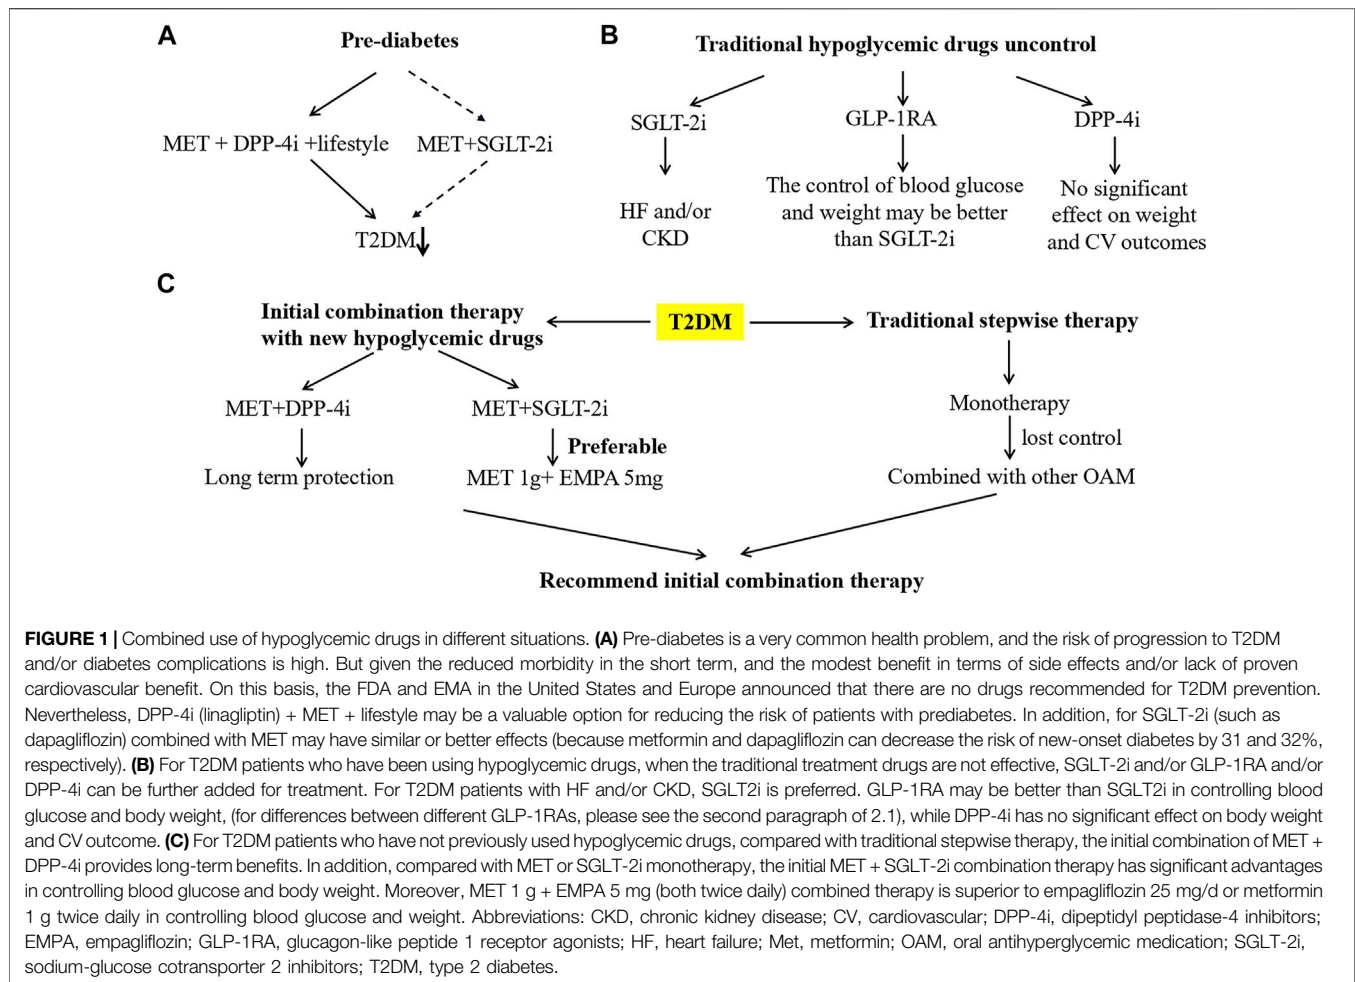 A
Pre-diabetes
MET + DPP-4i +lifestyle
MET+SGLT-2i
T2DM
B
Traditional hypoglycemic drugs uncontrol
SGLT-2i
HF and/or
CKD
GLP-1RA
The control of blood glucose
and weight may be better
than SGLT-2i
DPP-4i
No significant
effect on weight
and CV outcomes
C
Initial combination therapy
with new hypoglycemic drugs
T2DM
Traditional stepwise therapy
MET+DPP-4i
Long term protection
MET+SGLT-2i
Preferable
MET 1g+ EMPA 5mg
Monotherapy
lost control
Combined with other OAM
Recommend initial combination therapy
FIGURE 1 | Combined use of hypoglycemic drugs in different situations. (A) Pre-diabetes is a very common health problem, and the risk of progression to T2DM
and/or diabetes complications is high. But given the reduced morbidity in the short term, and the modest benefit in terms of side effects and/or lack of proven
cardiovascular benefit. On this basis, the FDA and EMA in the United States and Europe announced that there are no drugs recommended for T2DM prevention.
Nevertheless, DPP-4i (linagliptin) + MET + lifestyle may be a valuable option for reducing the risk of patients with prediabetes. In addition, for SGLT-2i (such as
dapagliflozin) combined with MET may have similar or better effects (because metformin and dapagliflozin can decrease the risk of new-onset diabetes by 31 and 32%,
respectively). (B) For T2DM patients who have been using hypoglycemic drugs, when the traditional treatment drugs are not effective, SGLT-2i and/or GLP-1RA and/or
DPP-4i can be further added for treatment. For T2DM patients with HF and/or CKD, SGLT2i is preferred. GLP-1RA may be better than SGLT2i in controlling blood
glucose and body weight, (for differences between different GLP-1RAs, please see the second paragraph of 2.1), while DPP-4i has no significant effect on body weight
and CV outcome. (C) For T2DM patients who have not previously used hypoglycemic drugs, compared with traditional stepwise therapy, the initial combination of MET +
DPP-4i provides long-term benefits. In addition, compared with MET or SGLT-2i monotherapy, the initial MET + SGLT-2i combination therapy has significant advantages
in controlling blood glucose and body weight. Moreover, MET 1 g + EMPA 5 mg (both twice daily) combined therapy is superior to empagliflozin 25 mg/d or metformin
1 g twice daily in controlling blood glucose and weight. Abbreviations: CKD, chronic kidney disease; CV, cardiovascular; DPP-4i, dipeptidyl peptidase-4 inhibitors;
EMPA, empagliflozin; GLP-1RA, glucagon-like peptide 1 receptor agonists; HF, heart failure; Met, metformin; OAM, oral antihyperglycemic medication; SGLT-2i,
sodium-glucose cotransporter 2 inhibitors; T2DM, type 2 diabetes.